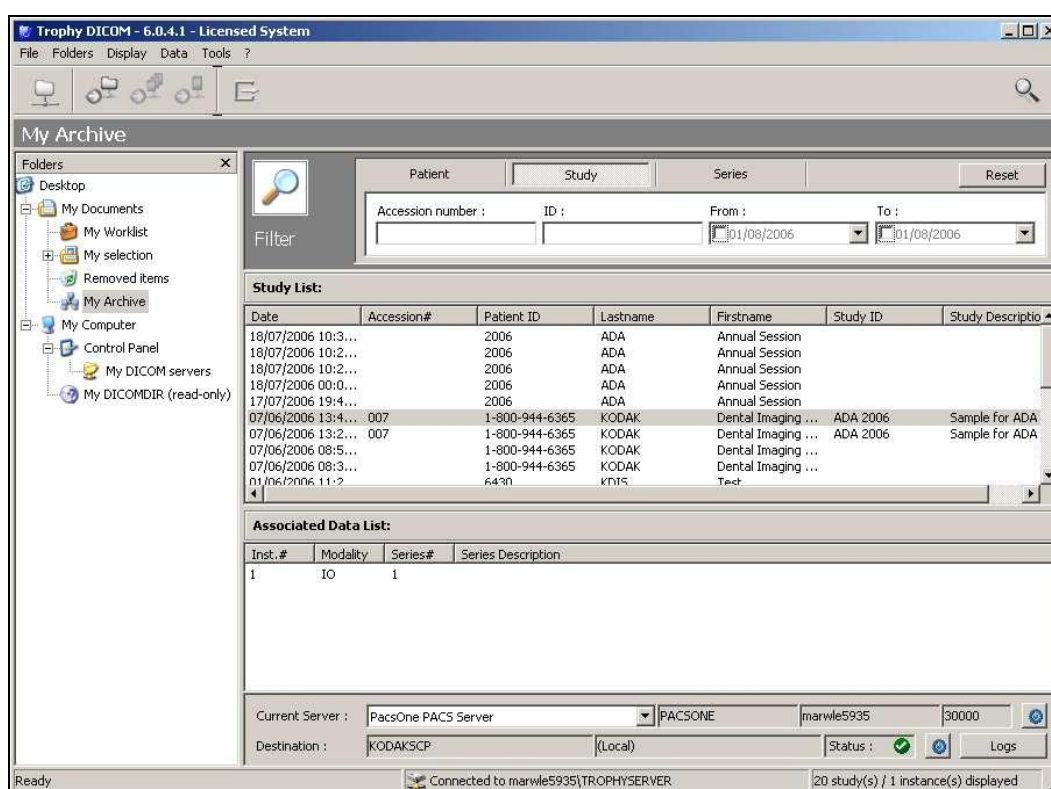 Trophy DICOM - 6.0.4.1 - Licensed System
File Folders Display Data Tools ?
My Archive
Folders
Desktop
My Documents
My Worklist
My selection
Removed items
My Archive
My Computer
Control Panel
My DICOM servers
My DICOMDIR (read-only)
Filter
Patient Study Series Reset
Accession number : ID : From : To :
01/08/2006 01/08/2006
Study List:
Date Accession# Patient ID Lastname Firstname Study ID Study Descriptio
18/07/2006 10:3... 2006 ADA Annual Session
18/07/2006 10:2... 2006 ADA Annual Session
18/07/2006 10:2... 2006 ADA Annual Session
18/07/2006 00:0... 2006 ADA Annual Session
17/07/2006 19:4... 2006 ADA Annual Session
07/06/2006 13:4... 007 1-800-944-6365 KODAK Dental Imaging ... ADA 2006 Sample for ADA
07/06/2006 13:2... 007 1-800-944-6365 KODAK Dental Imaging ... ADA 2006 Sample for ADA
07/06/2006 08:5... 1-800-944-6365 KODAK Dental Imaging ...
07/06/2006 08:3... 1-800-944-6365 KODAK Dental Imaging ...
01/06/2006 11:2 6430 KDIS Test
Associated Data List:
Inst.# Modality Series# Series Description
1 IO 1
Current Server : PacsOne PACS Server PACSONE marwle5935 30000
Destination : KODAKSCP (Local) Status : Logs
Ready Connected to marwle5935\TROPHYSERVER 20 study(s) / 1 instance(s) displayed